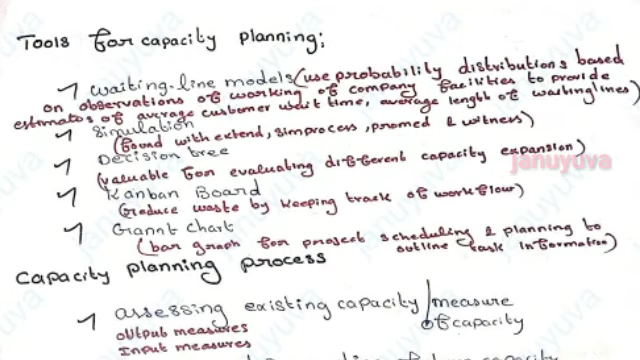 Tools for capacity planning;
waiting-line models (use probability distributions based
on observations of working of company facilities to provide
estimates of average customer wait time, average length of waiting lines)
Simulation
(found with extend, simprocess, promed & witness)
Decision tree
(valuable for evaluating different capacity expansion)
januyuva
Kanban Board
(reduce waste by keeping track of workflow)
Grannt chart
(bar graph for project scheduling & planning to
outline task information)
capacity planning process
assessing existing capacity / measure
of capacity
output measures
Input measures